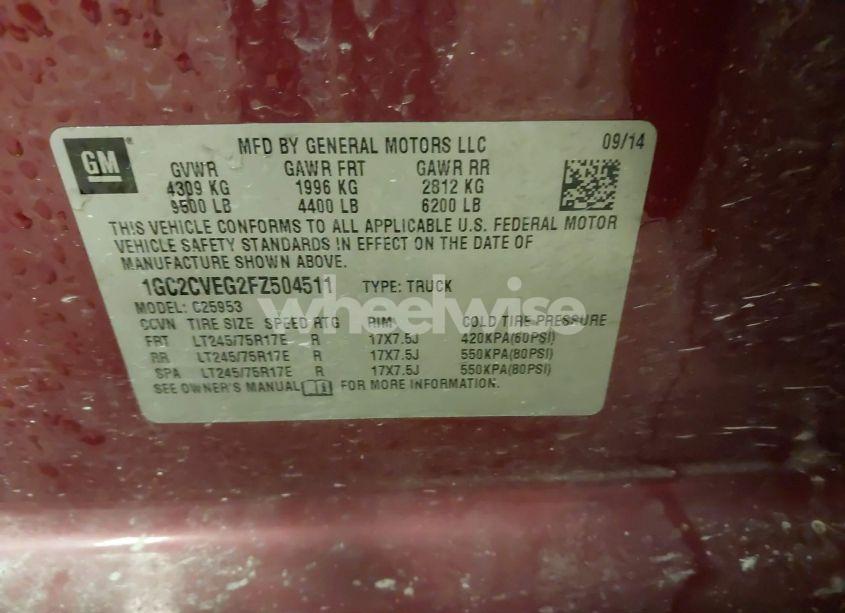 GM
MFD BY GENERAL MOTORS LLC 09/14
GVWR GAWR FRT GAWR RR
4309 KG 1996 KG 2812 KG
9500 LB 4400 LB 6200 LB
THIS VEHICLE CONFORMS TO ALL APPLICABLE U.S. FEDERAL MOTOR
VEHICLE SAFETY STANDARDS IN EFFECT ON THE DATE OF
MANUFACTURE SHOWN ABOVE.
1GC2CVEG2FZ504511 TYPE: TRUCK
wheelwise
MODEL: C25953
CCVN TIRE SIZE SPEED RTG RIM COLD TIRE PRESSURE
FRT LT245/75R17E R 17X7.5J 420KPA(60PSI)
RR LT245/75R17E R 17X7.5J 550KPA(80PSI)
SPA LT245/75R17E R 17X7.5J 550KPA(80PSI)
SEE OWNER'S MANUAL FOR MORE INFORMATION.